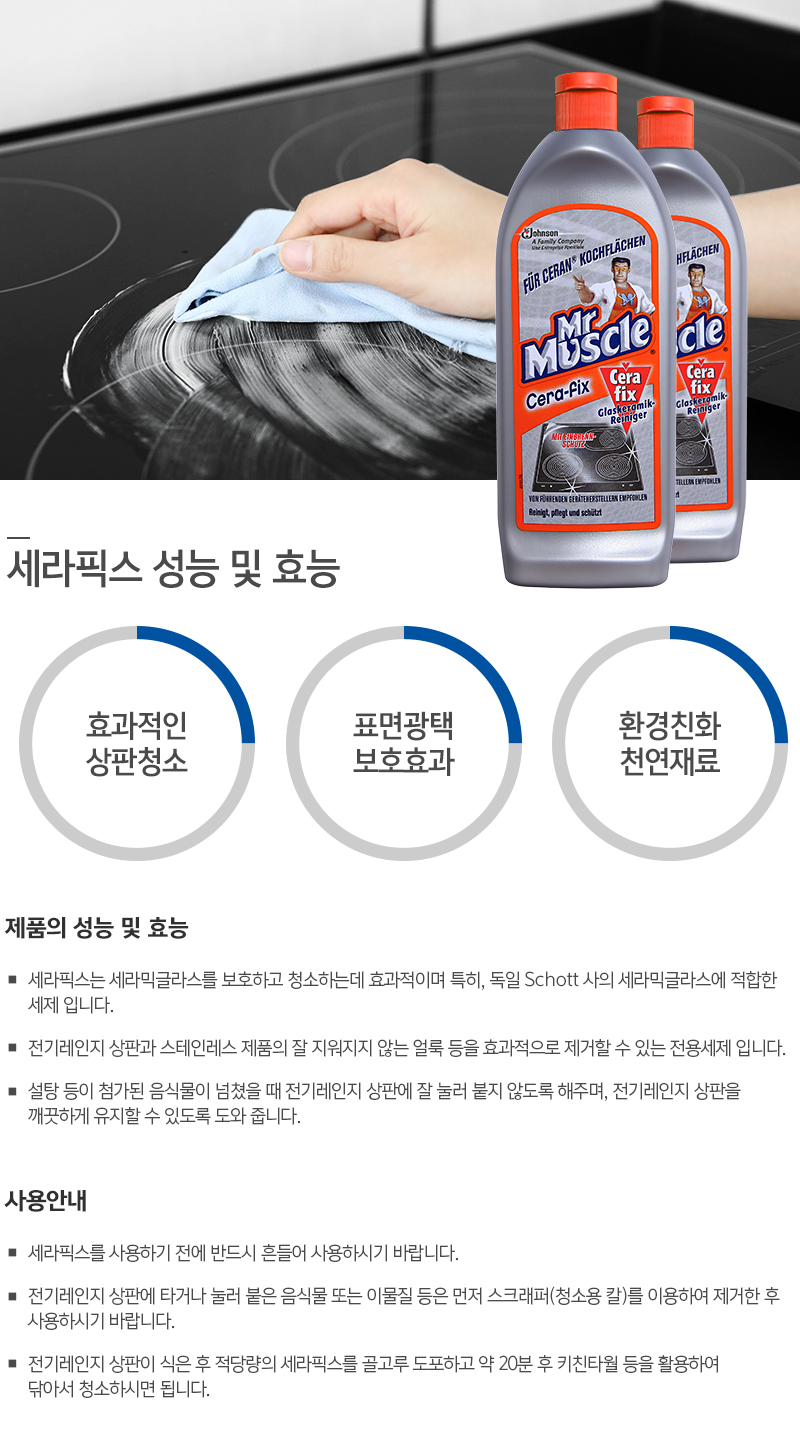 Johnson
A Family Company
Une Entreprise Familiale
FÜR CERAN® KOCHFLÄCHEN
Mr
Muscle®
Cera-fix
Cera
fix
Glaskeramik-
Reiniger
MIT EINBRENN-
SCHUTZ
VON FÜHRENDEN GERÄTEHERSTELLERN EMPFOHLEN
Reinigt, pflegt und schützt
HFLÄCHEN
cle®
Cera
fix
Glaskeramik-
Reiniger
STELLERN EMPFOHLEN
세라픽스 성능 및 효능
효과적인
상판청소
표면광택
보호효과
환경친화
천연재료
제품의 성능 및 효능
■ 세라픽스는 세라믹글라스를 보호하고 청소하는데 효과적이며 특히, 독일 Schott 사의 세라믹글라스에 적합한
세제 입니다.
■ 전기레인지 상판과 스테인레스 제품의 잘 지워지지 않는 얼룩 등을 효과적으로 제거할 수 있는 전용세제 입니다.
■ 설탕 등이 첨가된 음식물이 넘쳤을 때 전기레인지 상판에 잘 눌러 붙지 않도록 해주며, 전기레인지 상판을
깨끗하게 유지할 수 있도록 도와 줍니다.
사용안내
■ 세라픽스를 사용하기 전에 반드시 흔들어 사용하시기 바랍니다.
■ 전기레인지 상판에 타거나 눌러 붙은 음식물 또는 이물질 등은 먼저 스크래퍼(청소용 칼)를 이용하여 제거한 후
사용하시기 바랍니다.
■ 전기레인지 상판이 식은 후 적당량의 세라픽스를 골고루 도포하고 약 20분 후 키친타월 등을 활용하여
닦아서 청소하시면 됩니다.